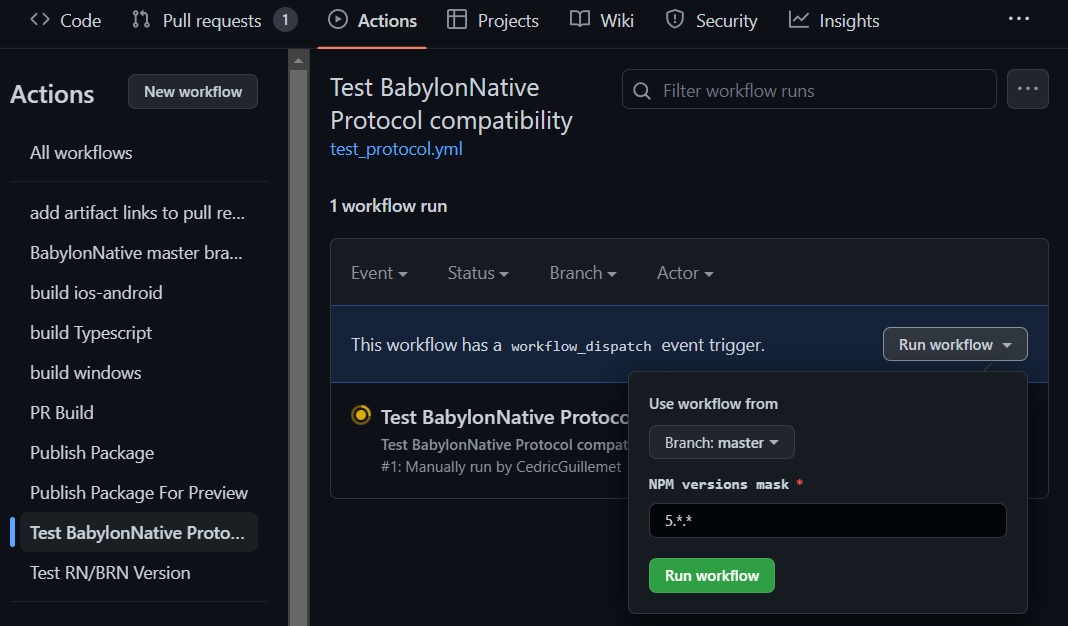 Code
Pull requests 1
Actions
Projects
Wiki
Security
Insights
...
Actions
New workflow
All workflows
add artifact links to pull re...
BabylonNative master bra...
build ios-android
build Typescript
build windows
PR Build
Publish Package
Publish Package For Preview
Test BabylonNative Proto...
Test RN/BRN Version
Test BabylonNative
Protocol compatibility
test_protocol.yml
Filter workflow runs
...
1 workflow run
Event
Status
Branch
Actor
This workflow has a workflow_dispatch event trigger.
Run workflow
Test BabylonNative Protoco
Test BabylonNative Protocol compat
#1: Manually run by CedricGuillemet
Use workflow from
Branch: master
NPM versions mask *
5.*.*
Run workflow